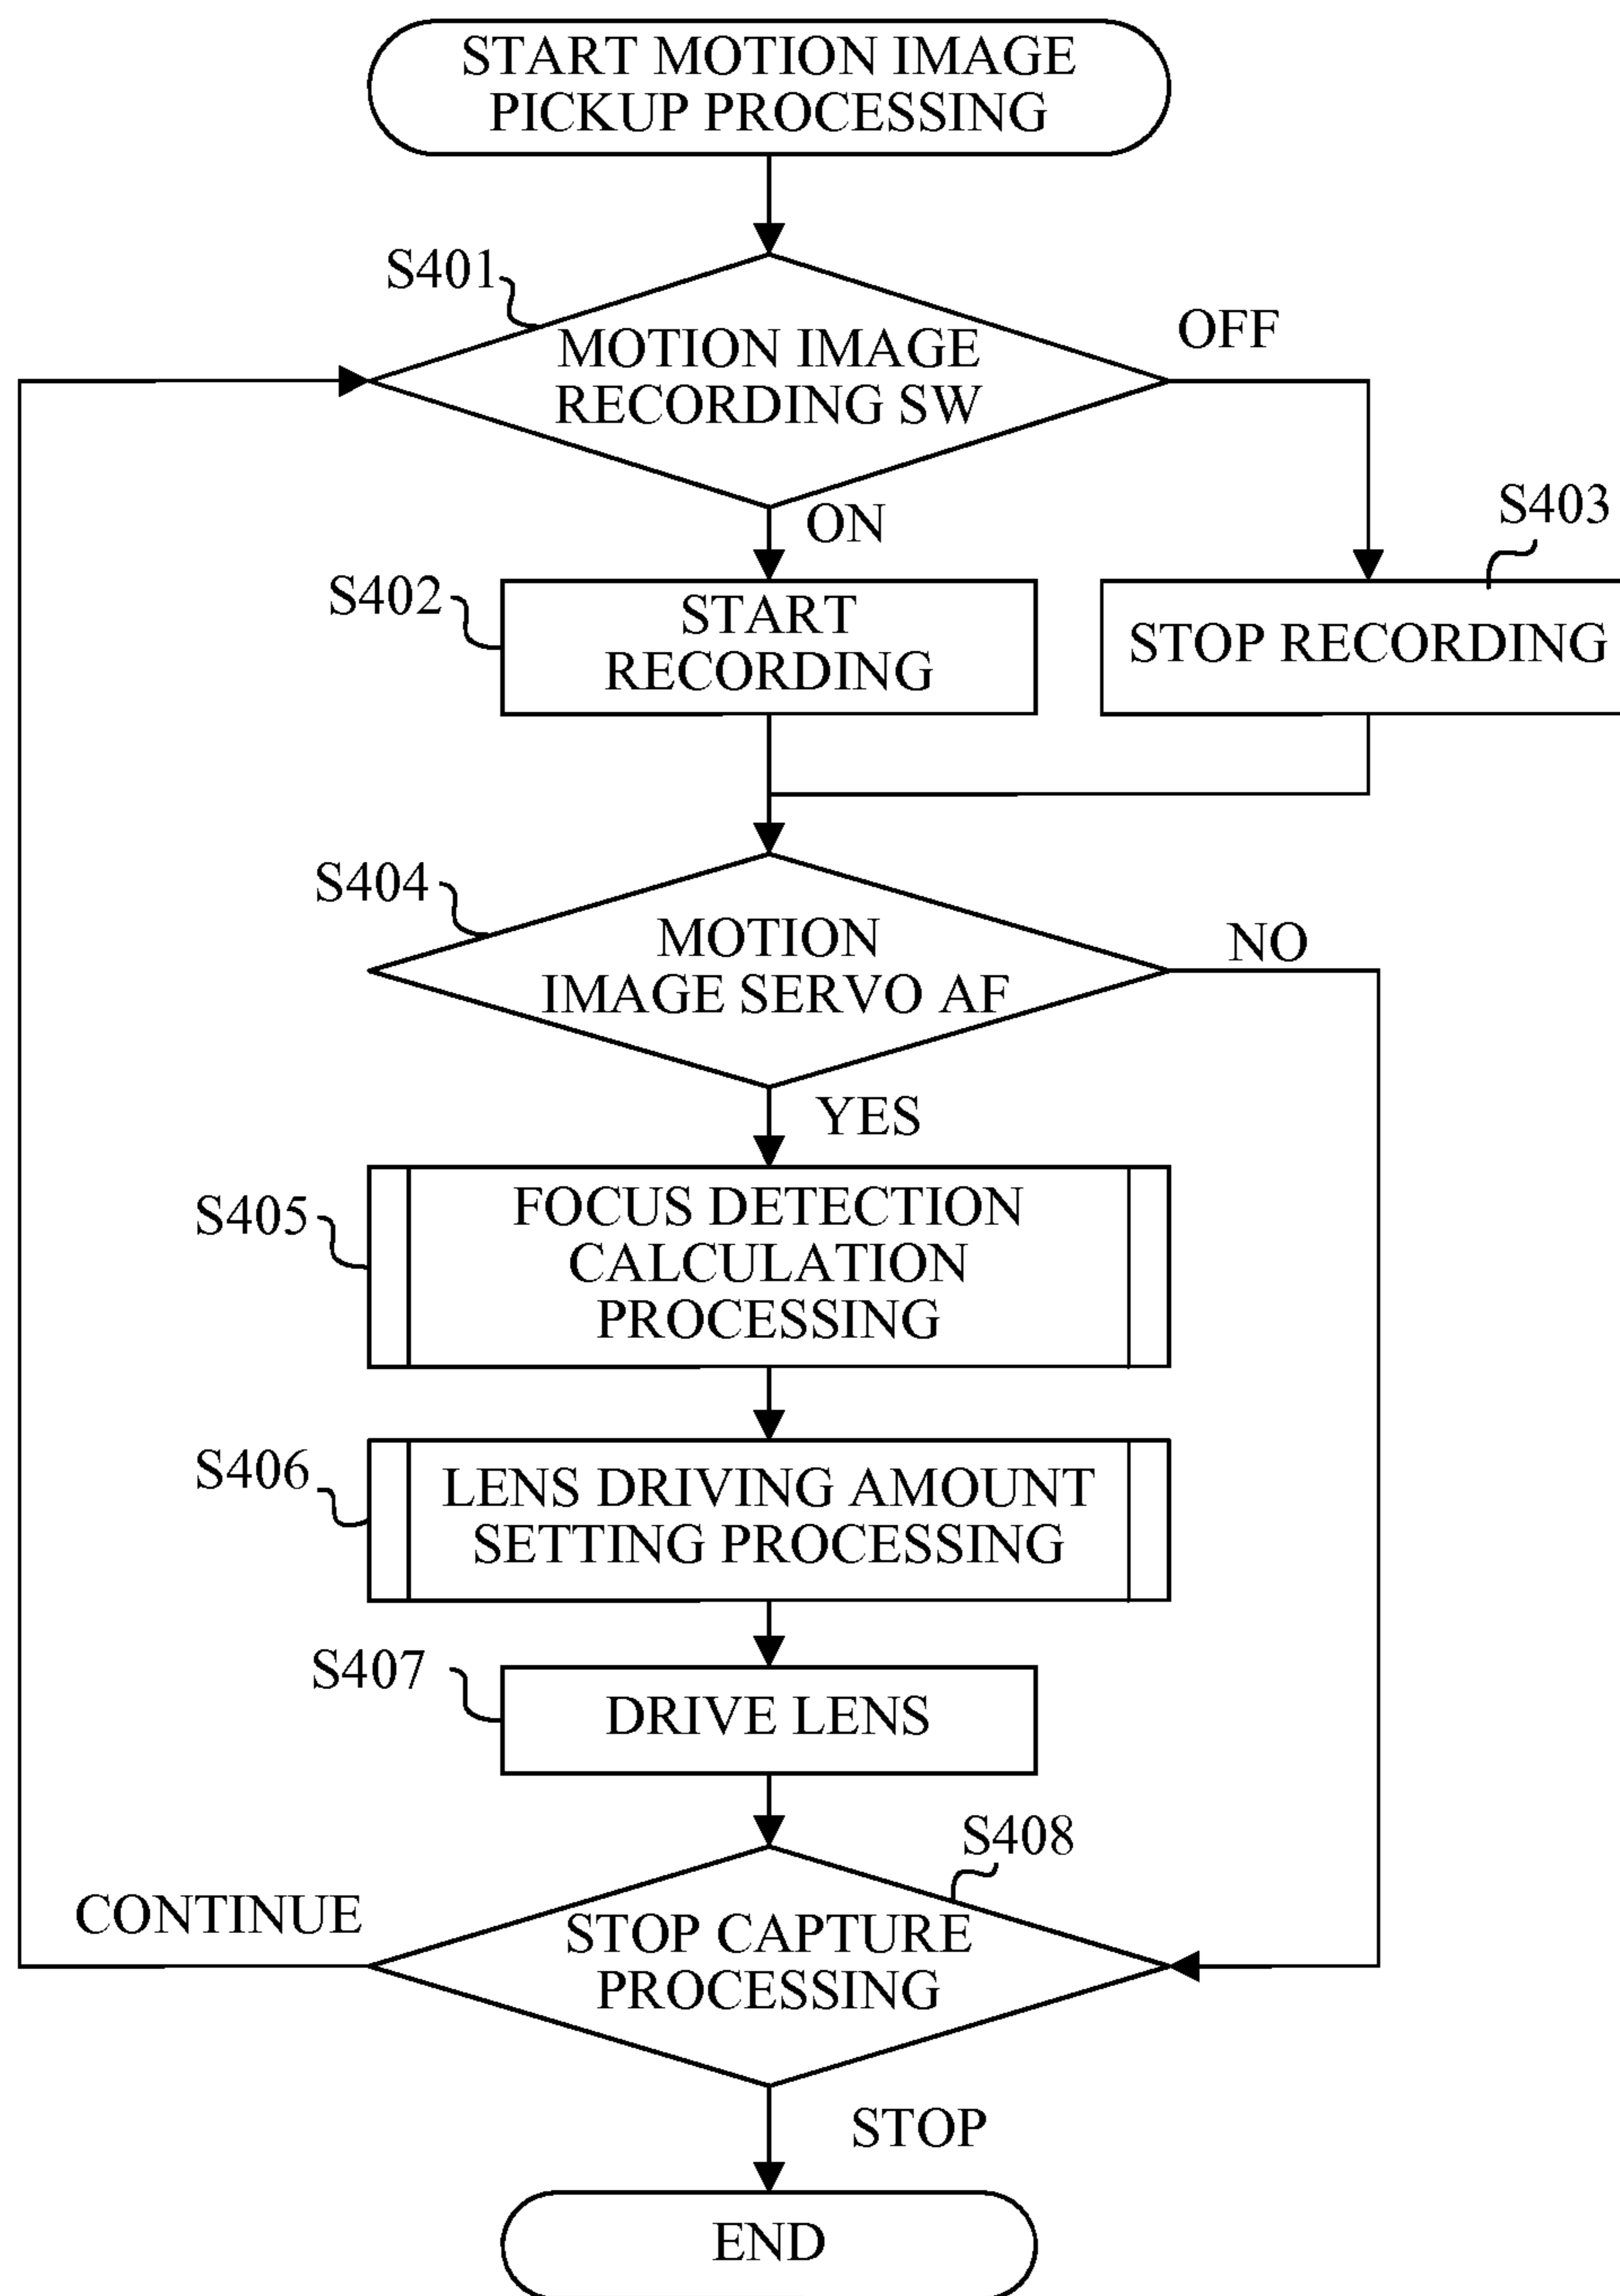 START MOTION IMAGE
PICKUP PROCESSING
S401
MOTION IMAGE
RECORDING SW
OFF
ON
S403
S402
START
RECORDING
STOP RECORDING
S404
MOTION
IMAGE SERVO AF
NO
YES
S405
FOCUS DETECTION
CALCULATION
PROCESSING
S406
LENS DRIVING AMOUNT
SETTING PROCESSING
S407
DRIVE LENS
S408
CONTINUE
STOP CAPTURE
PROCESSING
STOP
END